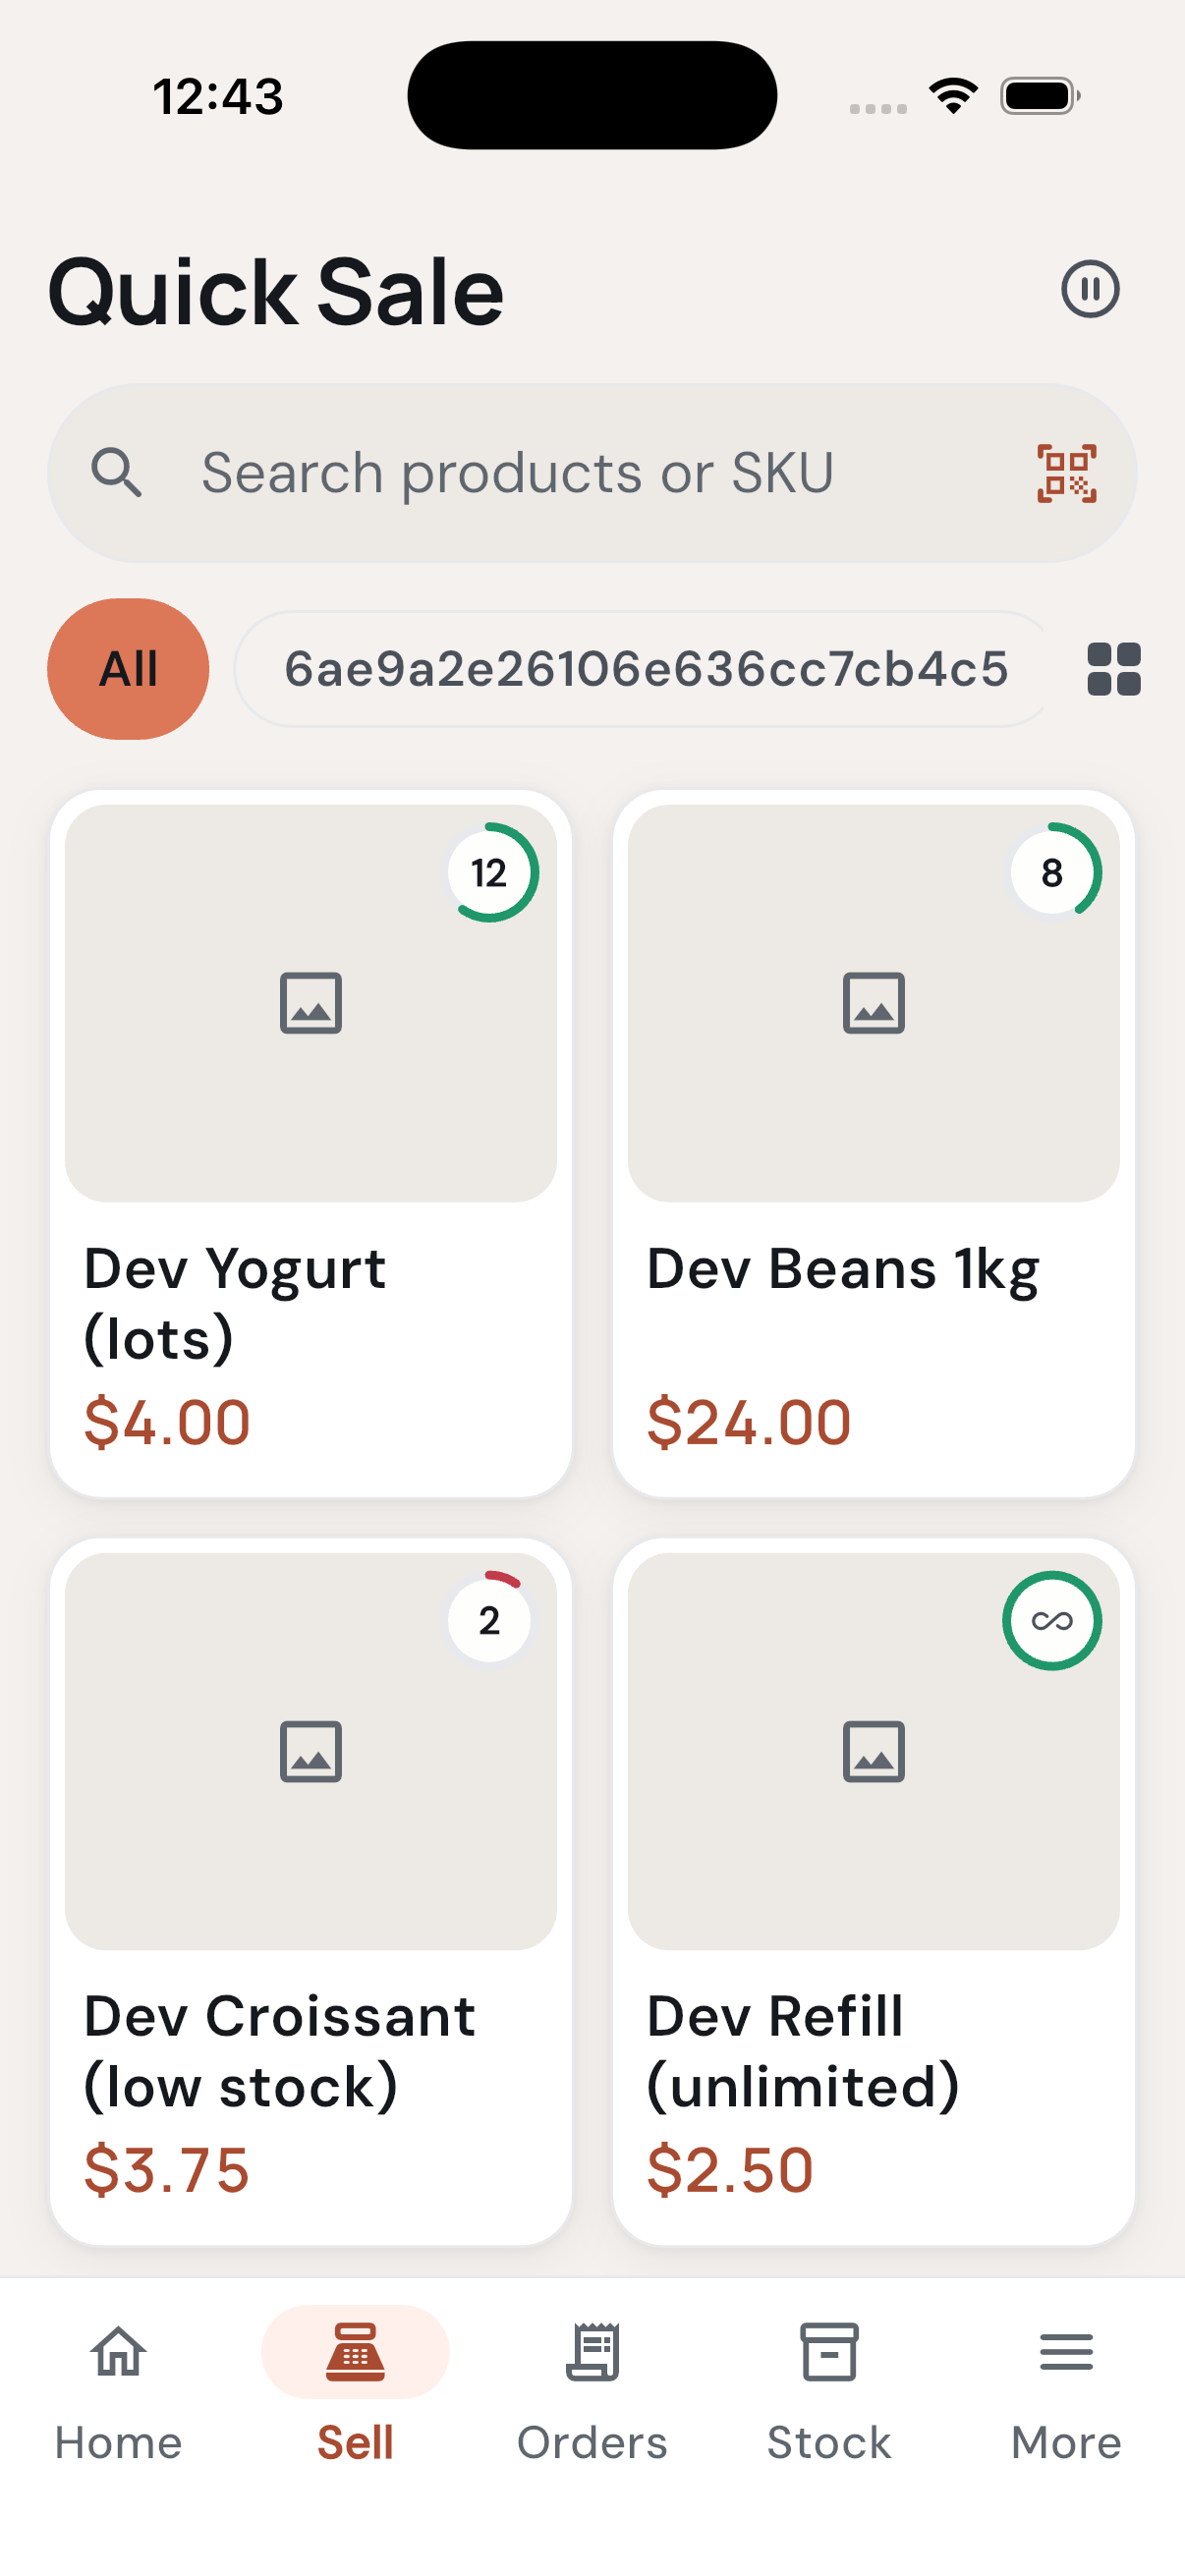 12:43
Quick Sale
Search products or SKU
All
6ae9a2e26106e636cc7cb4c5
12
8
Dev Yogurt
(lots)
$4.00
Dev Beans 1kg
$24.00
2
∞
Dev Croissant
(low stock)
$3.75
Dev Refill
(unlimited)
$2.50
Home
Sell
Orders
Stock
More